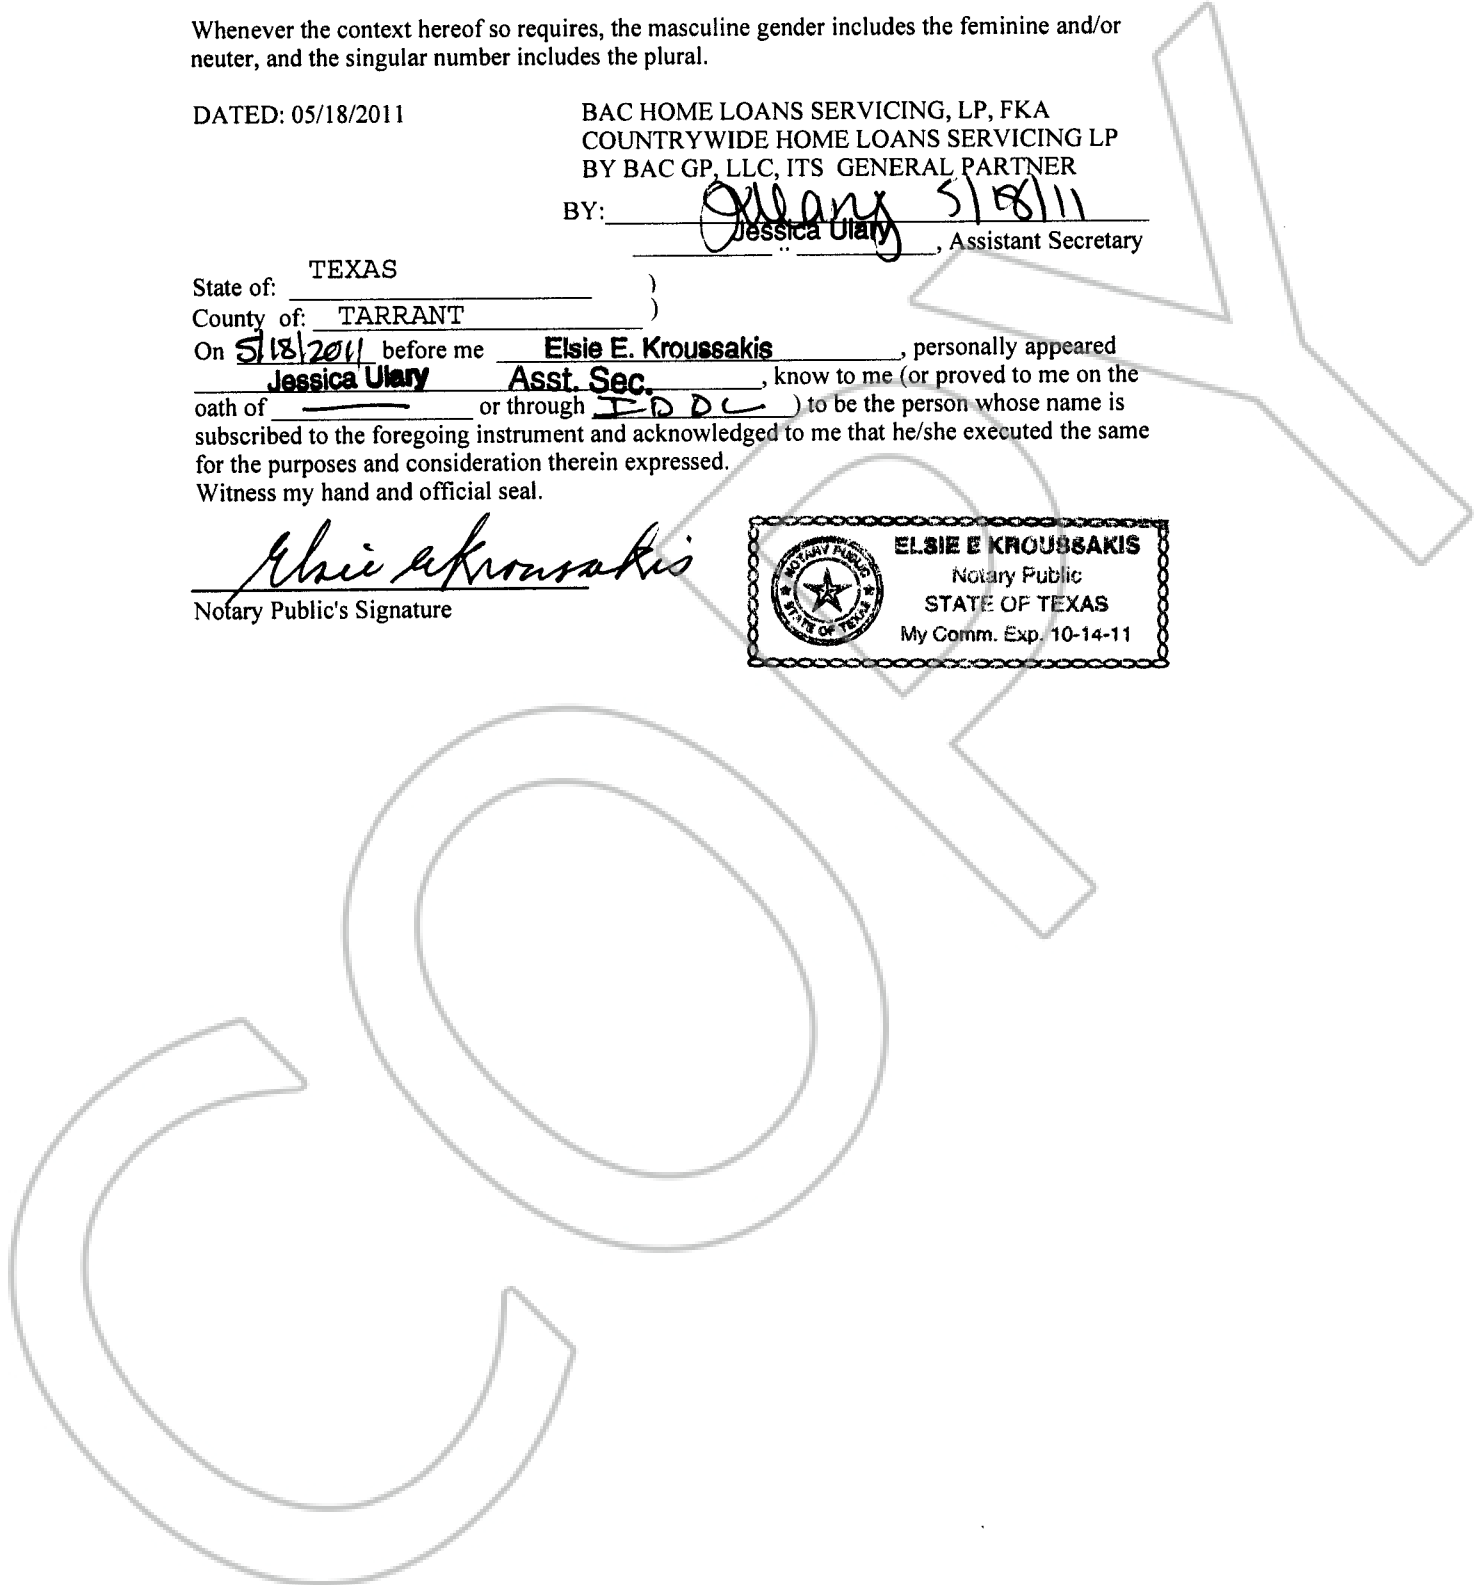 Whenever the context hereof so requires, the masculine gender includes the feminine and/or
neuter, and the singular number includes the plural.
DATED: 05/18/2011
BAC HOME LOANS SERVICING, LP, FKA
COUNTRYWIDE HOME LOANS SERVICING LP
BY BAC GP, LLC, ITS GENERAL PARTNER
BY: JUlary 5/18/11
Jessica Ulary, Assistant Secretary
State of: TEXAS )
County of: TARRANT )
On 5/18/2011 before me Elsie E. Kroussakis, personally appeared
Jessica Ulary Asst. Sec., know to me (or proved to me on the
oath of or through TDDL ) to be the person whose name is
subscribed to the foregoing instrument and acknowledged to me that he/she executed the same
for the purposes and consideration therein expressed.
Witness my hand and official seal.
Elsie E Kroussakis
Notary Public's Signature
NOTARY PUBLIC
STATE OF TEXAS
ELSIE E KROUSSAKIS
Notary Public
STATE OF TEXAS
My Comm. Exp. 10-14-11
COPY